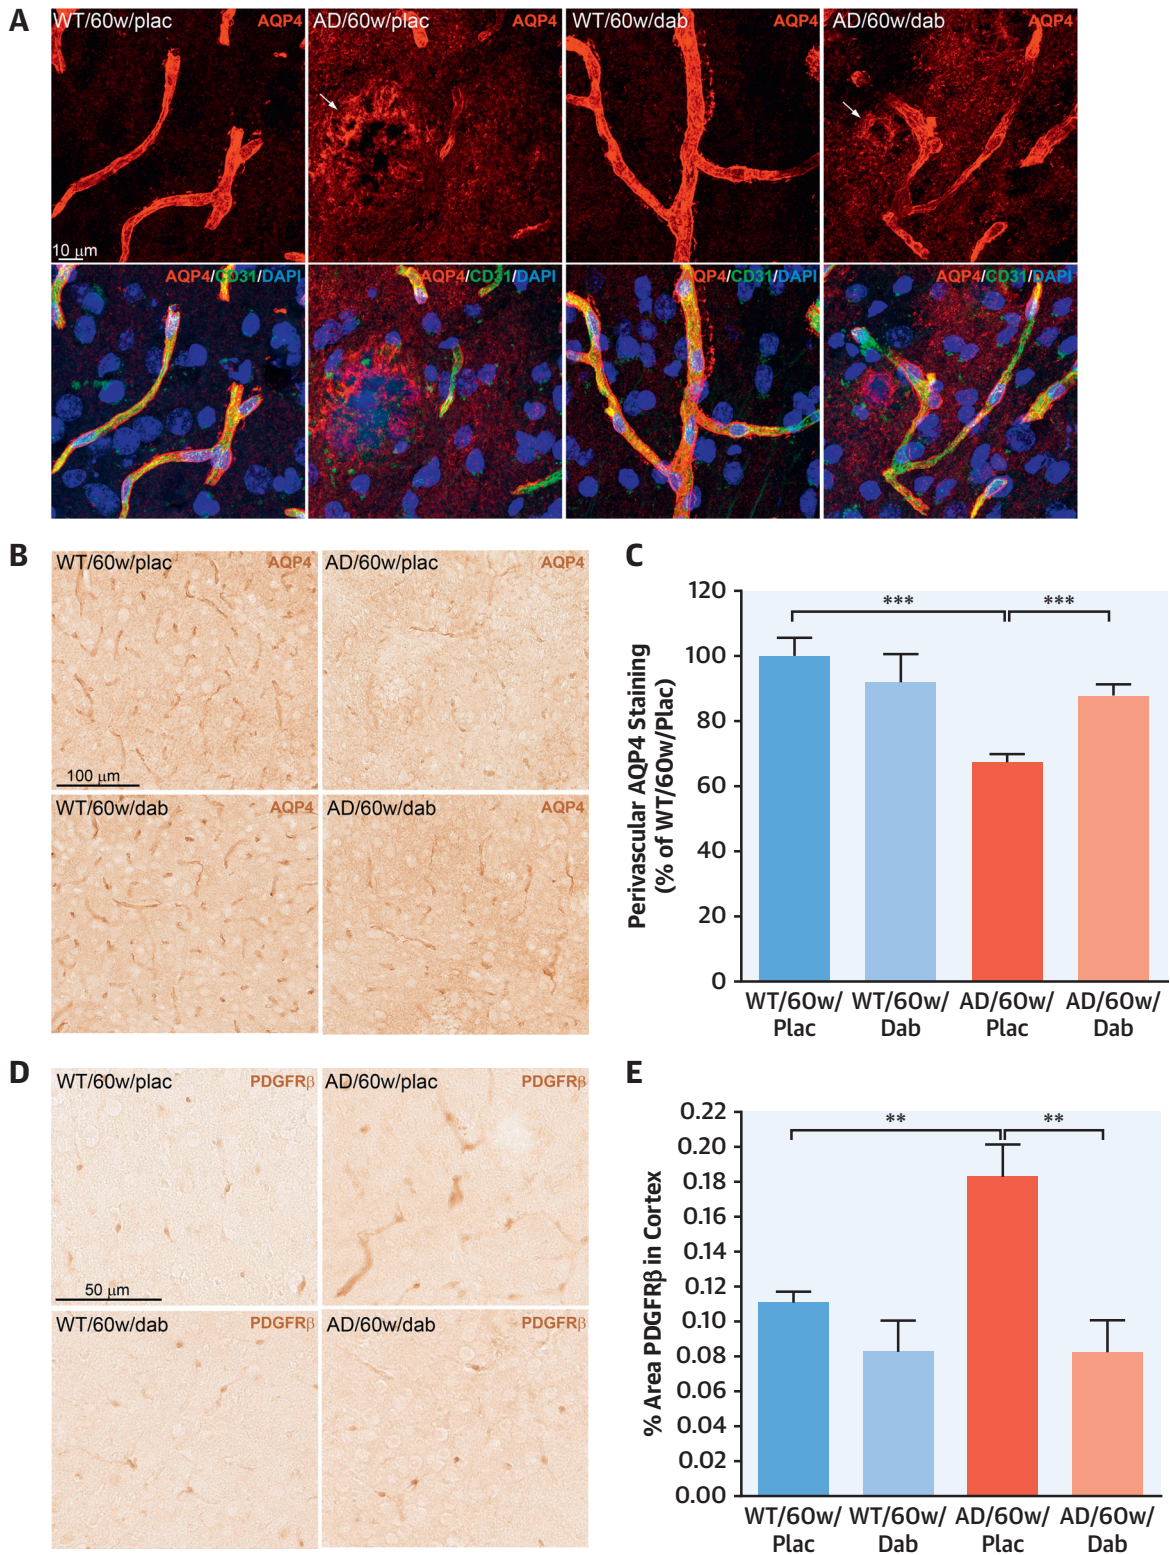 A
WT/60w/plac AQP4
AD/60w/plac AQP4
WT/60w/dab AQP4
AD/60w/dab AQP4
10 μm
AQP4/CD31/DAPI
AQP4/CD31/DAPI
AQP4/CD31/DAPI
AQP4/CD31/DAPI
B
WT/60w/plac AQP4
AD/60w/plac AQP4
100 μm
WT/60w/dab AQP4
AD/60w/dab AQP4
C
Perivascular AQP4 Staining
(% of WT/60w/Plac)
120
100
80
60
40
20
0
*** ***
WT/60w/
Plac
WT/60w/
Dab
AD/60w/
Plac
AD/60w/
Dab
D
WT/60w/plac PDGFRβ
AD/60w/plac PDGFRβ
50 μm
WT/60w/dab PDGFRβ
AD/60w/dab PDGFRβ
E
% Area PDGFRβ in Cortex
0.22
0.20
0.18
0.16
0.14
0.12
0.10
0.08
0.06
0.04
0.02
0.00
** **
WT/60w/
Plac
WT/60w/
Dab
AD/60w/
Plac
AD/60w/
Dab